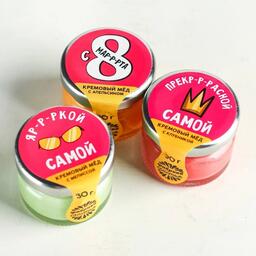 С 8
МАР-Р-РТА
КРЕМОВЫЙ МЁД
С АПЕЛЬСИНОМ
ПРЕКР-Р-РАСНОЙ
САМОЙ
КРЕМОВЫЙ МЁД
С КЛУБНИКОЙ
30 г
ЯР-Р-РКОЙ
САМОЙ
КРЕМОВЫЙ МЁД
С МЕЛИССОЙ
30 г